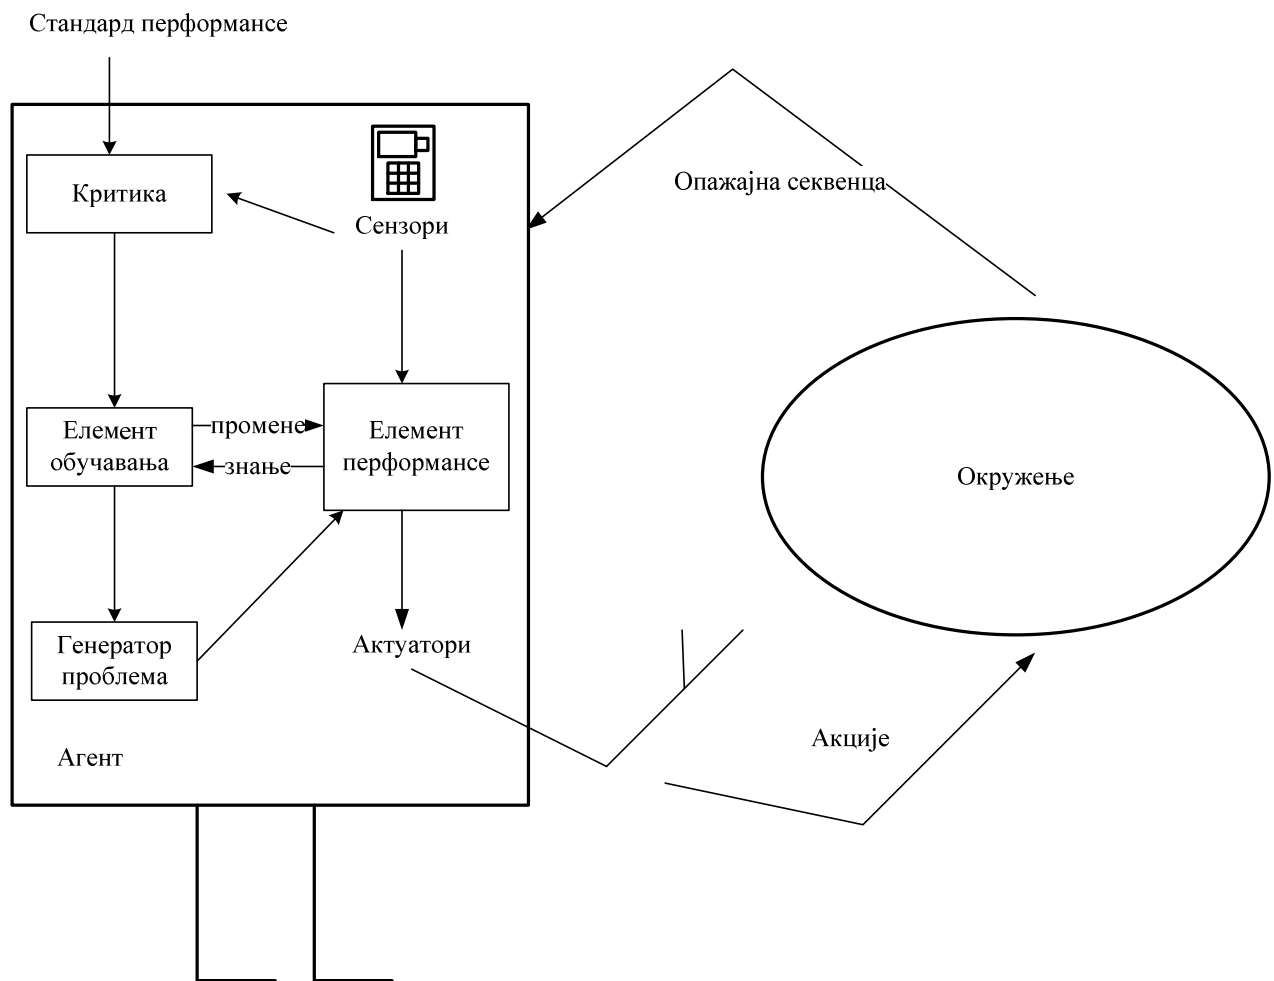 Стандард перформансе
Критика
Сензори
Опажајна секвенца
Елемент
обучавања
промене
знање
Елемент
перформансе
Окружење
Генератор
проблема
Актуатори
Агент
Акције